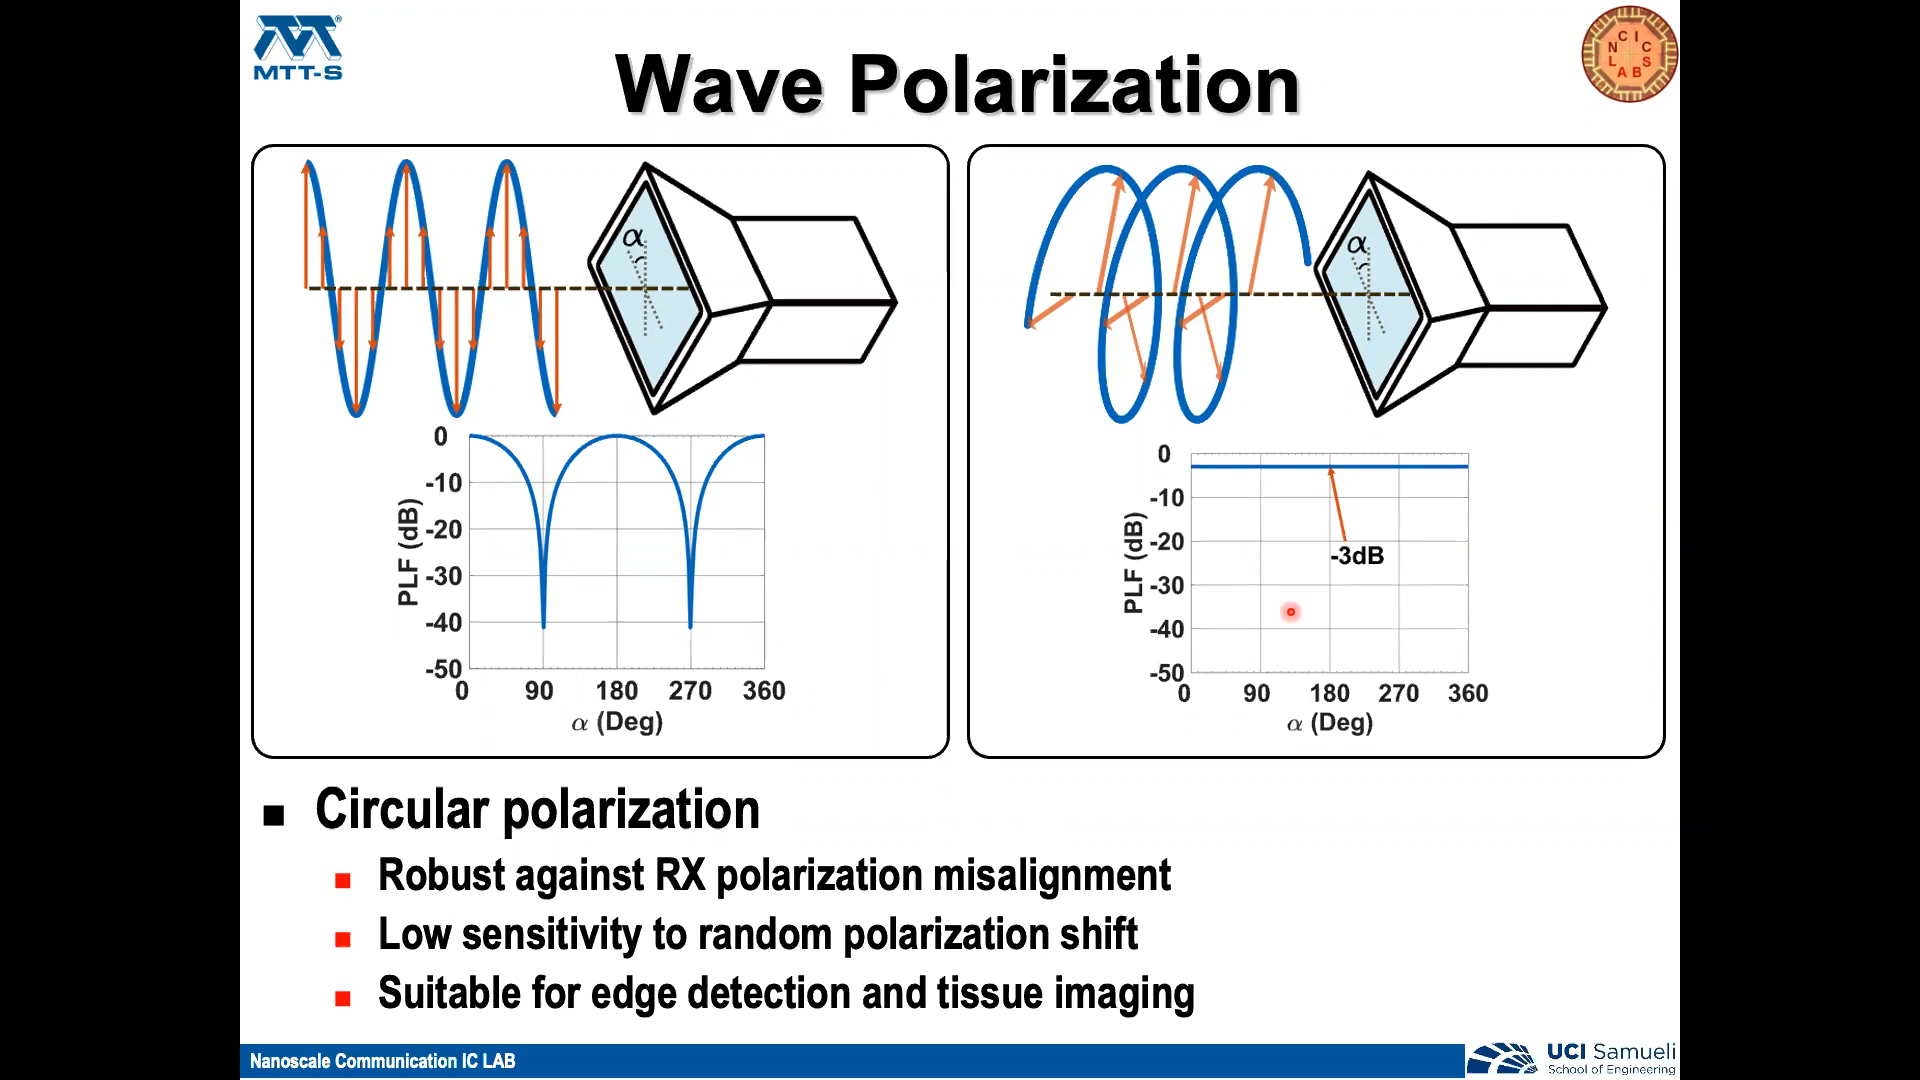 MTT-S
Wave Polarization
CICS
NLABS
α
α
0
-10
-20
-30
-40
-50
PLF (dB)
0 90 180 270 360
α (Deg)
0
-10
-20
-30
-40
-50
PLF (dB)
-3dB
0 90 180 270 360
α (Deg)
■ Circular polarization
■ Robust against RX polarization misalignment
■ Low sensitivity to random polarization shift
■ Suitable for edge detection and tissue imaging
Nanoscale Communication IC LAB
UCI Samueli
School of Engineering